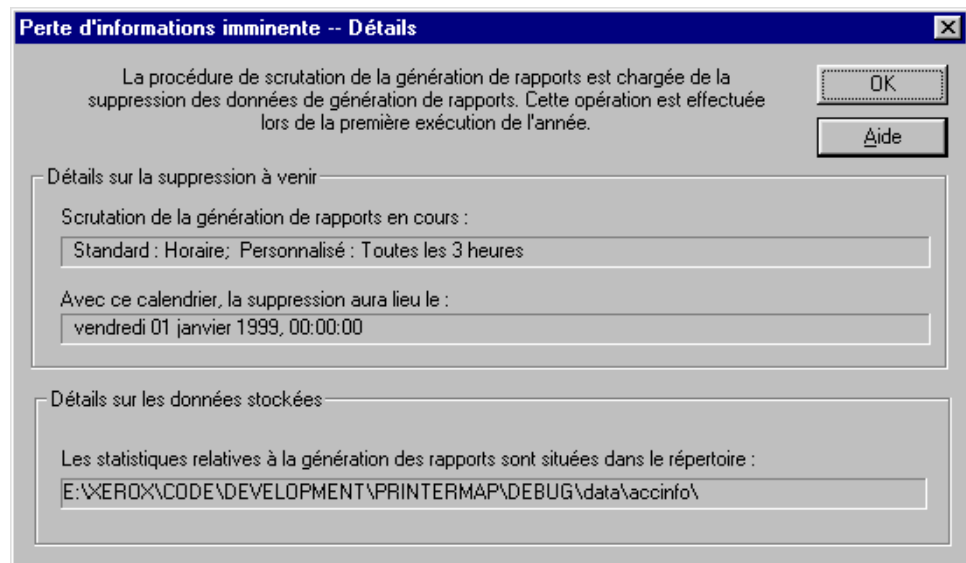 Perte d'informations imminente -- Détails
La procédure de scrutation de la génération de rapports est chargée de la
suppression des données de génération de rapports. Cette opération est effectuée
lors de la première exécution de l'année.
OK
Aide
Détails sur la suppression à venir
Scrutation de la génération de rapports en cours :
Standard : Horaire; Personnalisé : Toutes les 3 heures
Avec ce calendrier, la suppression aura lieu le :
vendredi 01 janvier 1999, 00:00:00
Détails sur les données stockées
Les statistiques relatives à la génération des rapports sont situées dans le répertoire :
E:\XEROX\CODE\DEVELOPMENT\PRINTERMAP\DEBUG\data\accinfo\